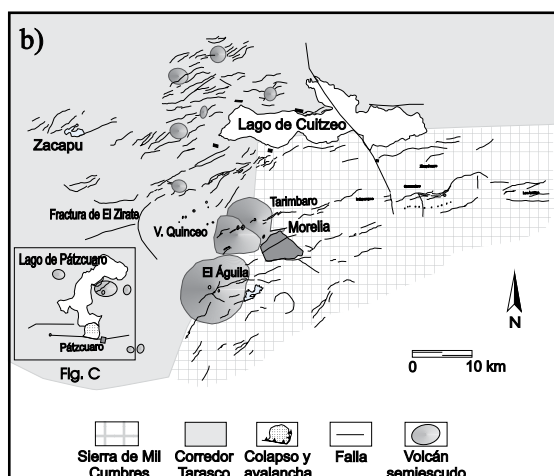 b)
Lago de Cuitzeo
Zacapu
Tarimbaro
Fractura de El Zirate
V. Quinceo
Morelia
Lago de Pátzcuaro
El Águila
Pátzcuaro
Fig. C
N
0 10 km
Sierra de Mil
Cumbres
Corredor
Tarasco
Colapso y
avalancha
Falla
Volcán
semiescudo